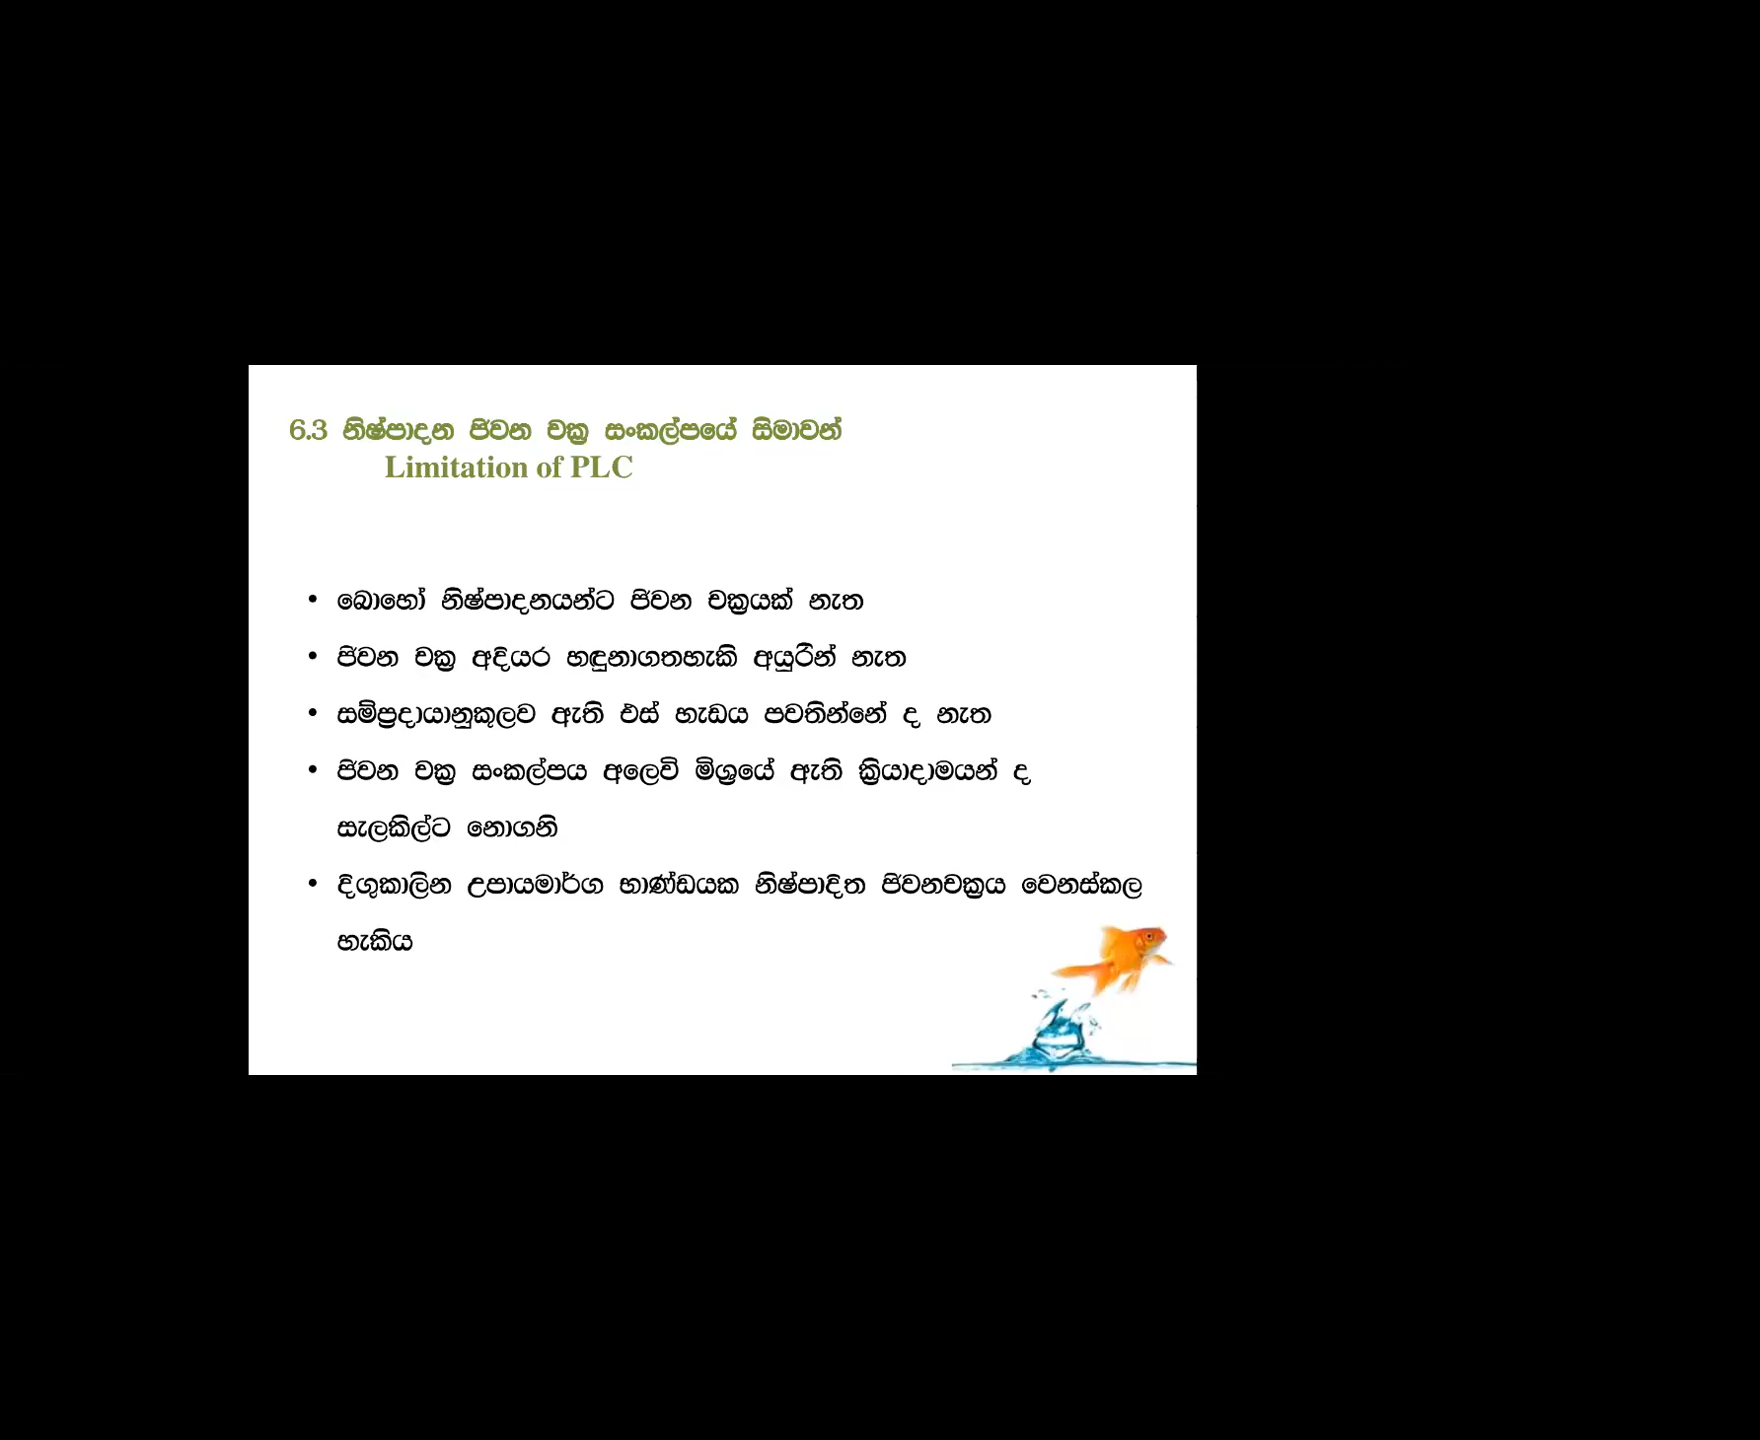 6.3 නිෂ්පාදන ජිවන චක්‍ර සංකල්පයේ සිමාවන්
Limitation of PLC
• බොහෝ නිෂ්පාදනයන්ට ජිවන චක්‍රයක් නැත
• ජිවන චක්‍ර අදියර හඳුනාගතහැකි අයුරින් නැත
• සම්ප්‍රදායානුකුලව ඇති එස් හැඩය පවතින්නේ ද නැත
• ජිවන චක්‍ර සංකල්පය අලෙවි මිශ්‍රයේ ඇති ක්‍රියාදාමයන් ද
සැලකිල්ට නොගනි
• දිගුකාලින උපායමාර්ග භාණ්ඩයක නිෂ්පාදිත ජිවනචක්‍රය වෙනස්කල
හැකිය